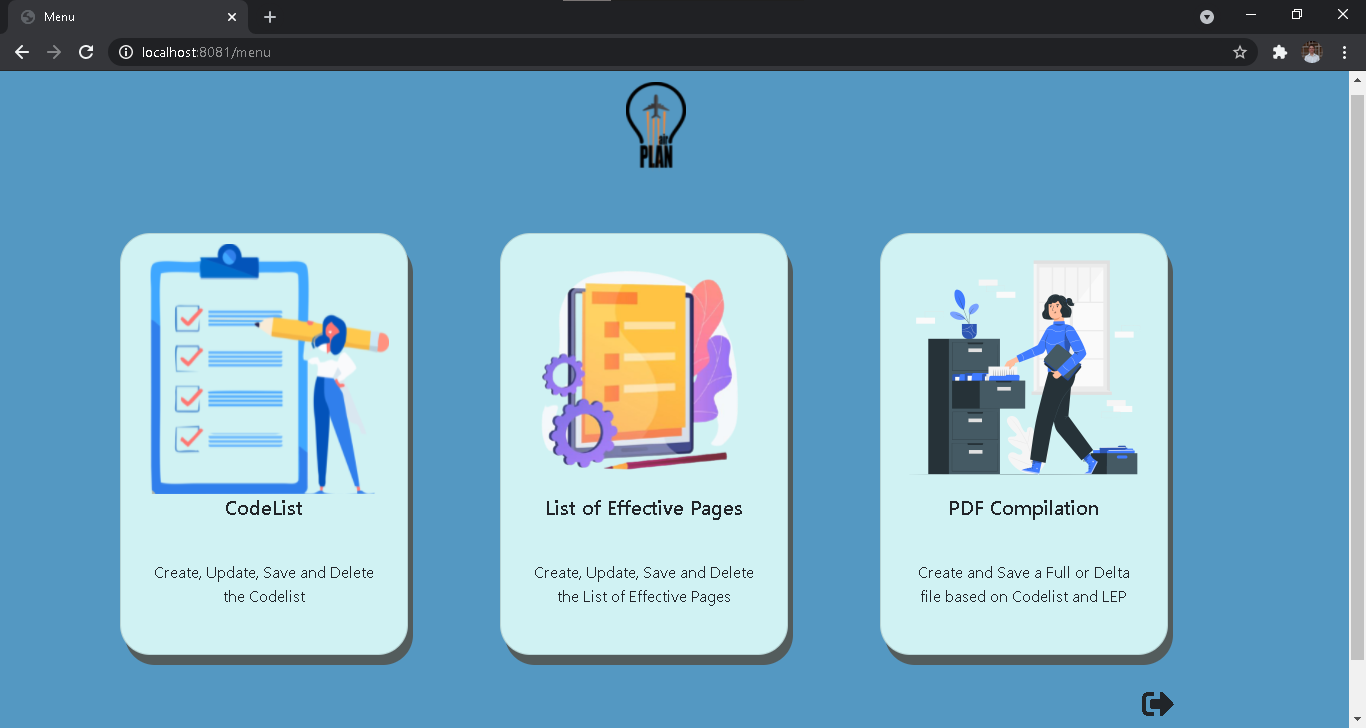 Menu
localhost:8081/menu
air
PLAN
CodeList
Create, Update, Save and Delete
the Codelist
List of Effective Pages
Create, Update, Save and Delete
the List of Effective Pages
PDF Compilation
Create and Save a Full or Delta
file based on Codelist and LEP